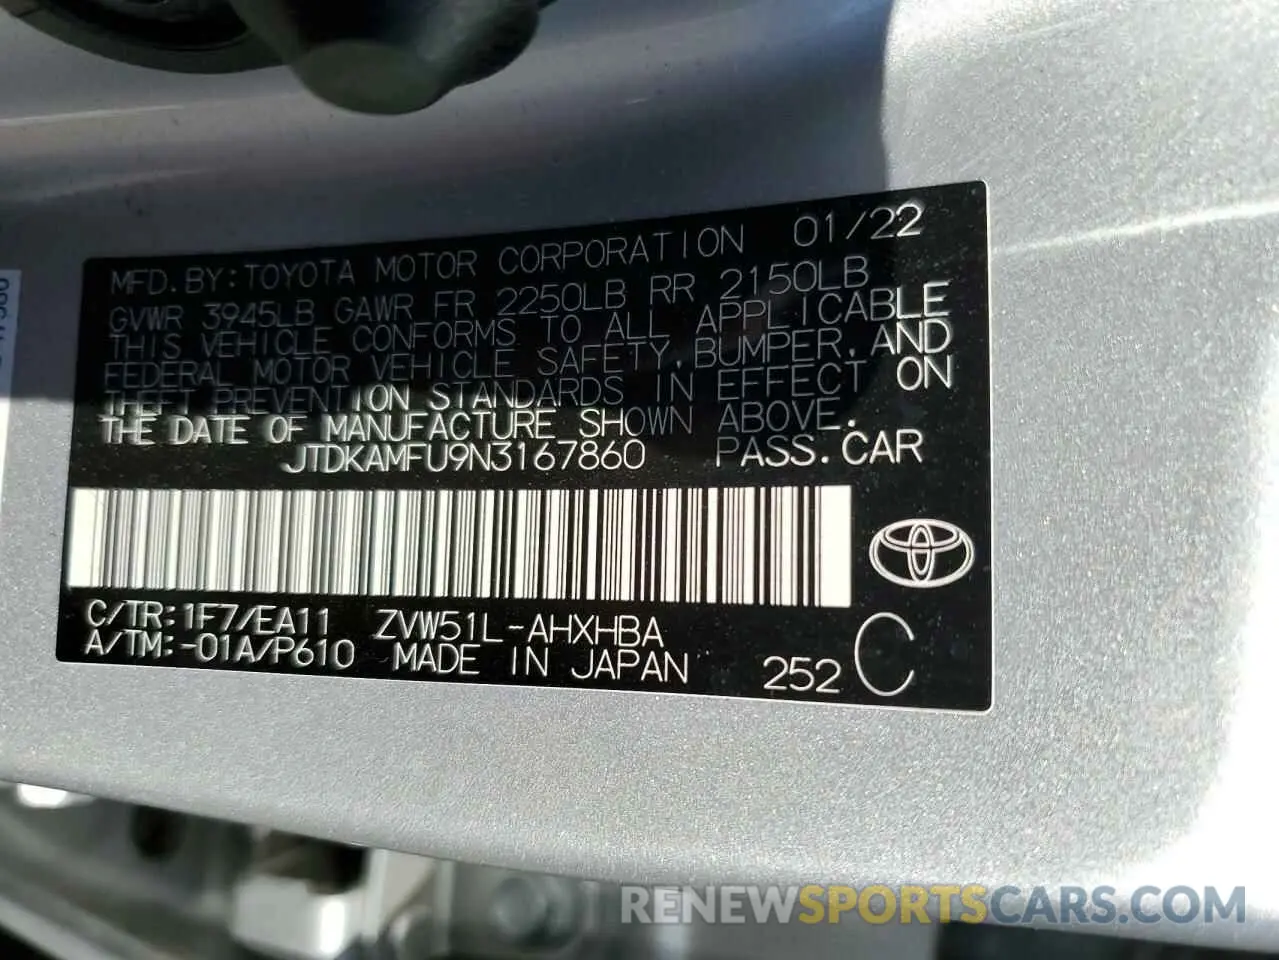 MFD.BY:TOYOTA MOTOR CORPORATION 01/22
GVWR 3945LB GAWR FR 2250LB RR 2150LB
THIS VEHICLE CONFORMS TO ALL APPLICABLE
FEDERAL MOTOR VEHICLE SAFETY,BUMPER,AND
THEFT PREVENTION STANDARDS IN EFFECT ON
THE DATE OF MANUFACTURE SHOWN ABOVE.
JTDKAMFU9N3167860 PASS.CAR
C/TR:1F7/EA11 ZVW51L-AHXHBA
A/TM:-01A/P610 MADE IN JAPAN 252 C
RENEWSPORTSCARS.COM